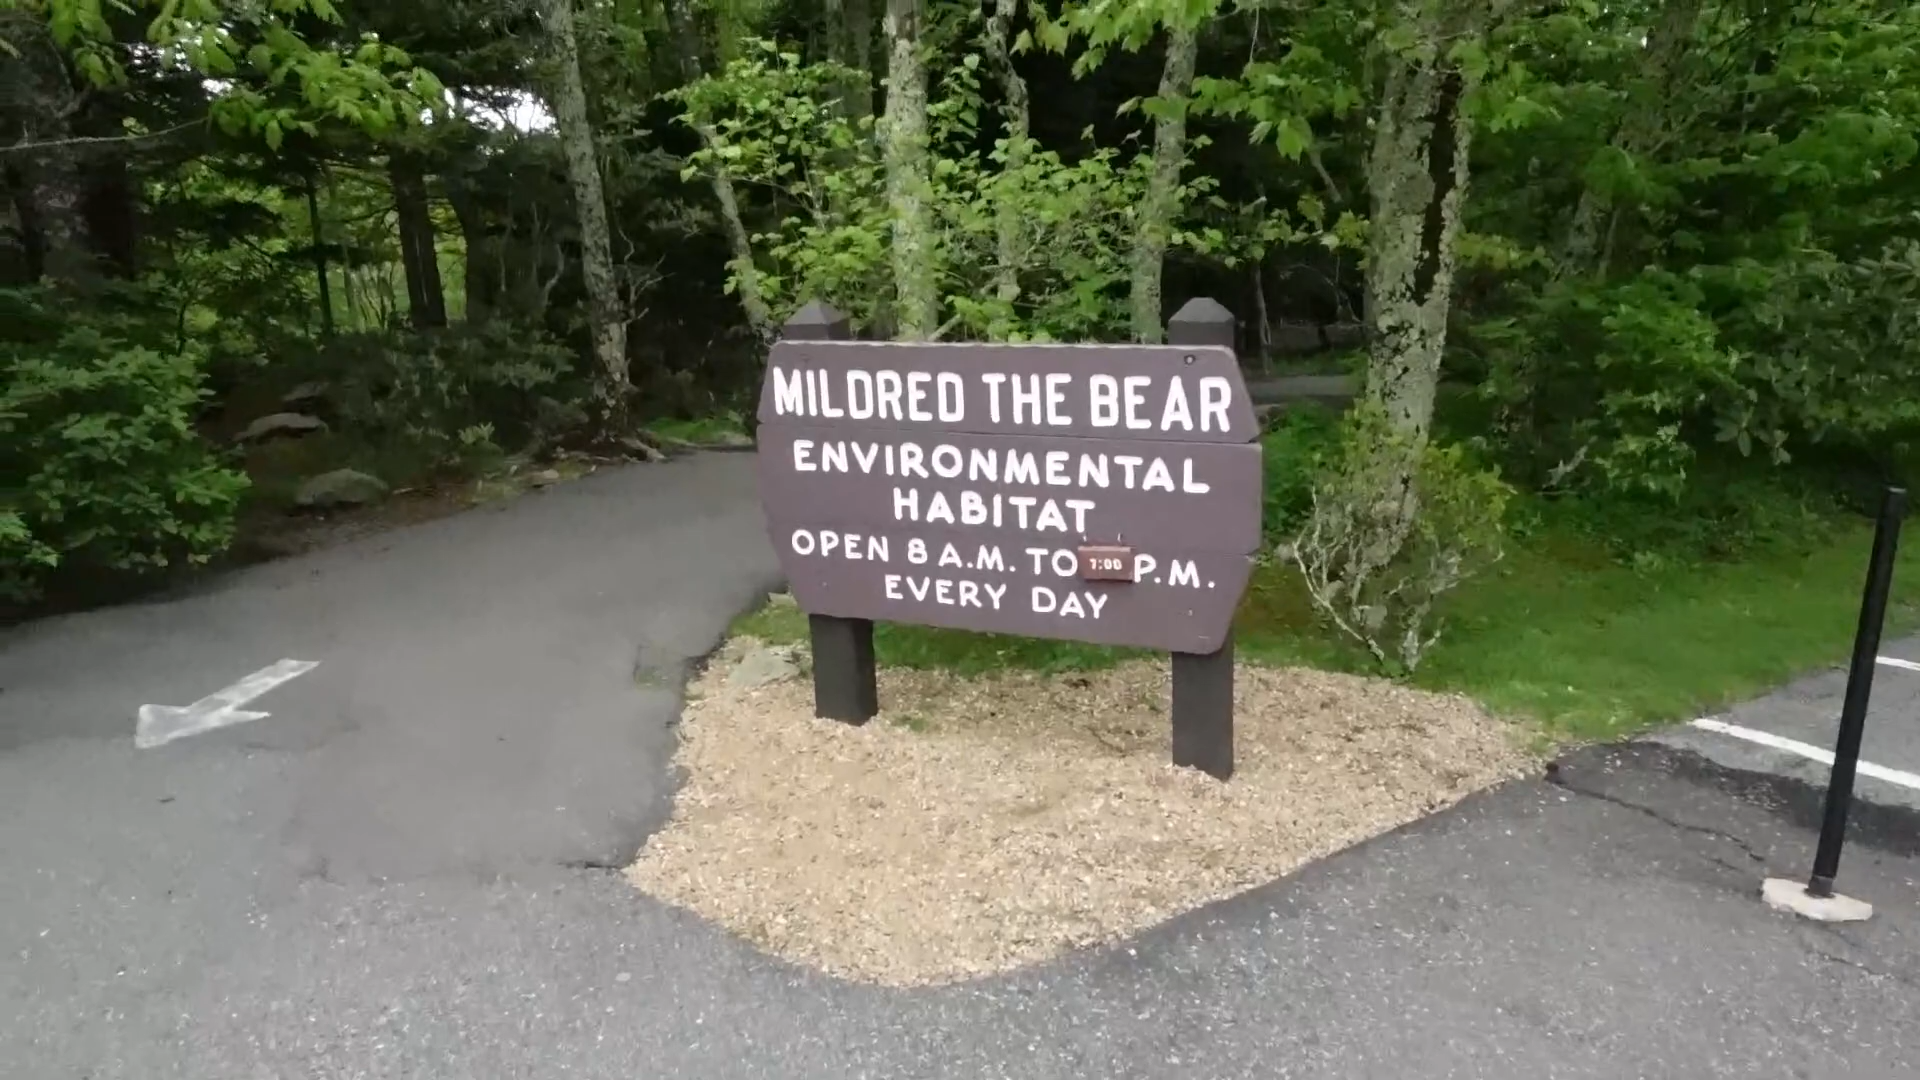 MILDRED THE BEAR
ENVIRONMENTAL
HABITAT
OPEN 8 A.M. TO 7:00 P.M.
EVERY DAY